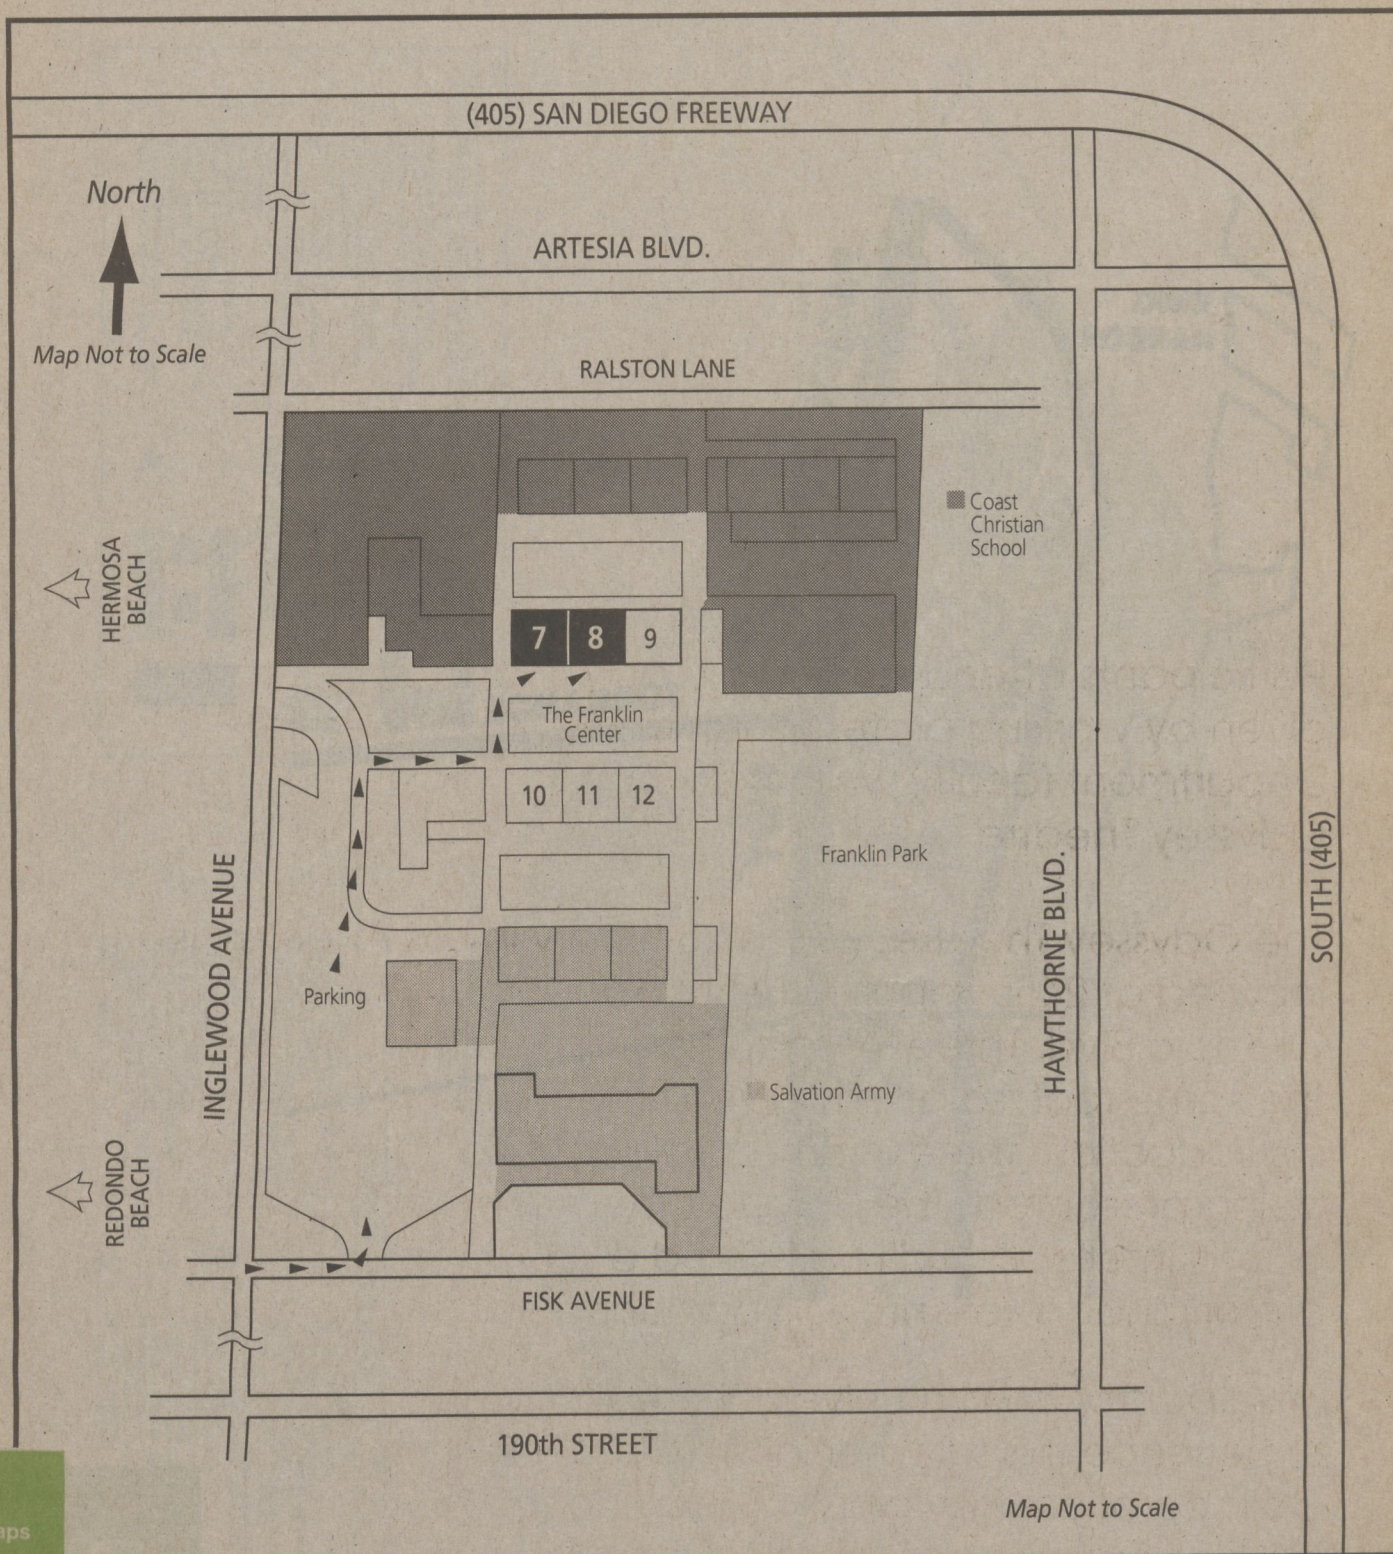 (405) SAN DIEGO FREEWAY
North
ARTESIA BLVD.
Map Not to Scale
RALSTON LANE
Coast
Christian
School
HERMOSA
BEACH
7 8 9
The Franklin
Center
10 11 12
Franklin Park
INGLEWOOD AVENUE
HAWTHORNE BLVD.
SOUTH (405)
Parking
Salvation Army
REDONDO
BEACH
FISK AVENUE
190th STREET
Map Not to Scale
aps